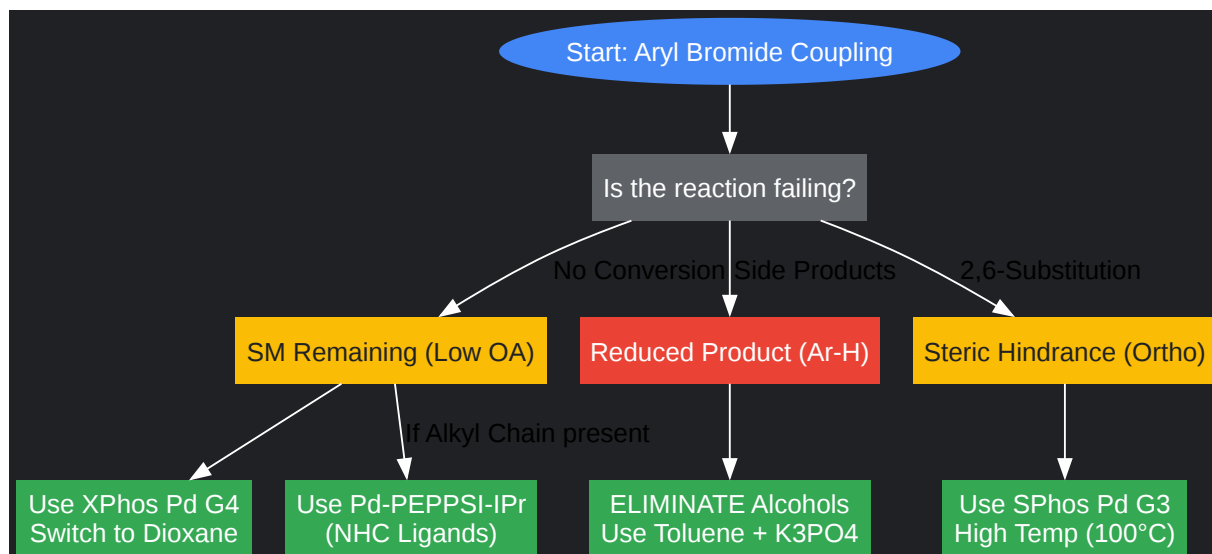 Start: Aryl Bromide Coupling
Is the reaction failing?
No Conversion
Side Products
2,6-Substitution
SM Remaining (Low OA)
Reduced Product (Ar-H)
Steric Hindrance (Ortho)
If Alkyl Chain present
Use XPhos Pd G4
Switch to Dioxane
Use Pd-PEPPSI-IPr
(NHC Ligands)
ELIMINATE Alcohols
Use Toluene + K3PO4
Use SPhos Pd G3
High Temp (100°C)